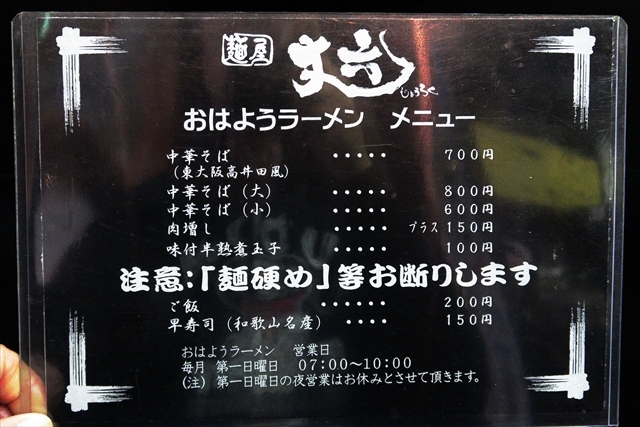 麺屋
丈六
じょうろく
おはようラーメン　メニュー
中華そば ・・・・・ 700円
(東大阪高井田風)
中華そば (大) ・・・・・ 800円
中華そば (小) ・・・・・ 600円
肉増し ・・・・・ プラス150円
味付半熟煮玉子 ・・・・・ 100円
注意:「麺硬め」等お断りします
ご飯 ・・・・・ 200円
早寿司 (和歌山名産) ・・・・・ 150円
おはようラーメン　営業日
毎月 第一日曜日 07:00～10:00
(注) 第一日曜日の夜営業はお休みとさせて頂きます。